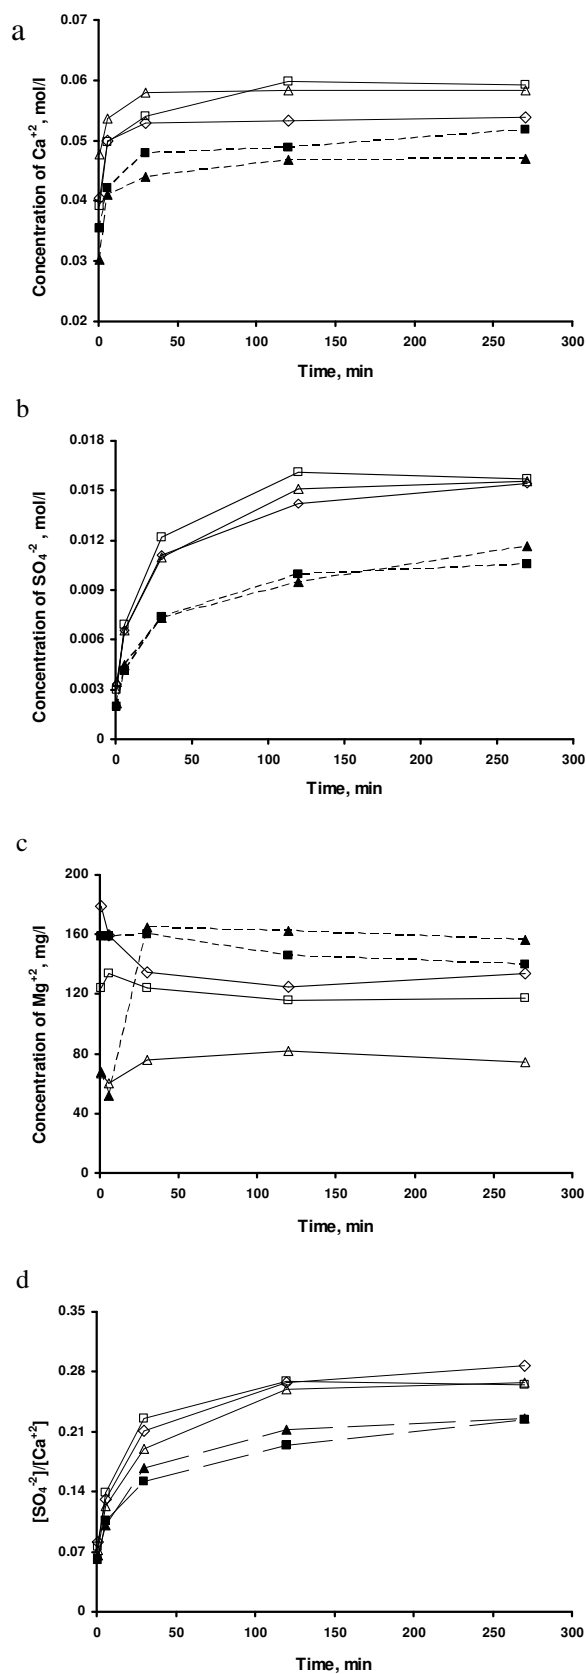 a
0.07
0.06
0.05
0.04
0.03
0.02
Concentration of Ca+2, mol/l
0 50 100 150 200 250 300
Time, min
b
0.018
0.015
0.012
0.009
0.006
0.003
0
Concentration of SO4-2 , mol/l
0 50 100 150 200 250 300
Time, min
c
200
160
120
80
40
0
Concentration of Mg+2, mg/l
0 50 100 150 200 250 300
Time, min
d
0.35
0.28
0.21
0.14
0.07
0
[SO4-2]/[Ca+2]
0 50 100 150 200 250 300
Time, min